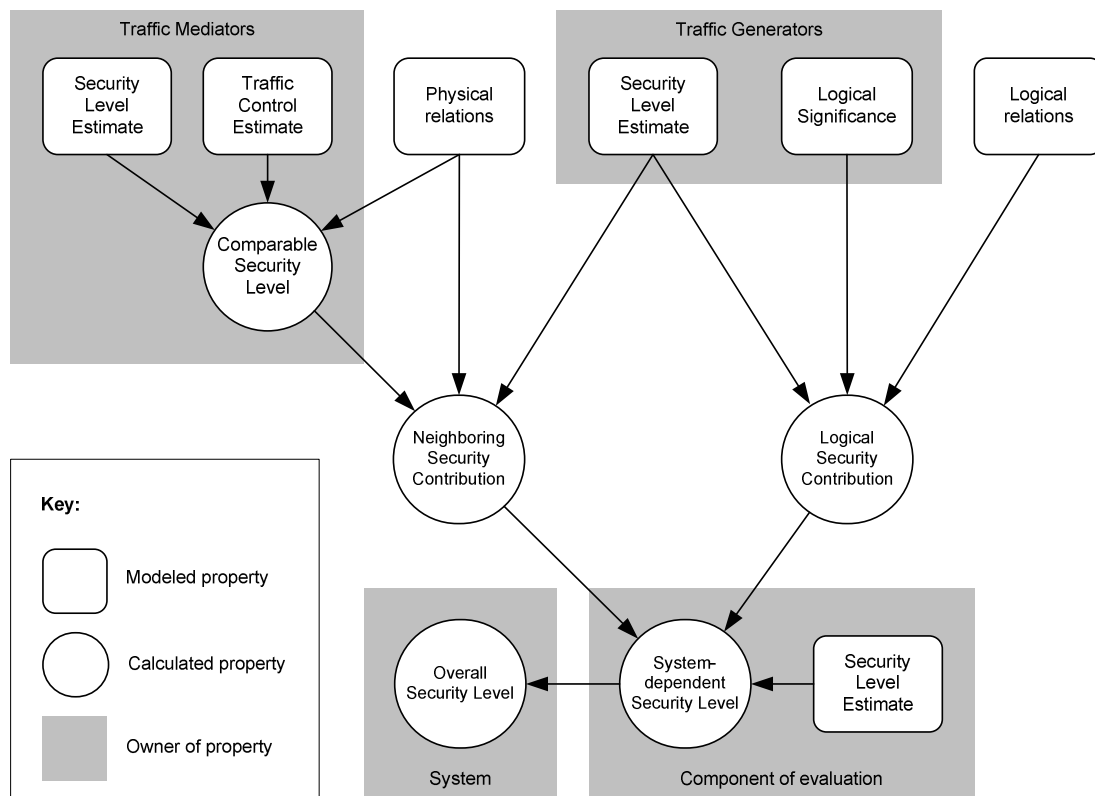 Traffic Mediators
Traffic Generators
Security
Level
Estimate
Traffic
Control
Estimate
Physical
relations
Security
Level
Estimate
Logical
Significance
Logical
relations
Comparable
Security
Level
Neighboring
Security
Contribution
Logical
Security
Contribution
Key:
Modeled property
Calculated property
Owner of property
Overall
Security Level
System-
dependent
Security Level
Security
Level
Estimate
System
Component of evaluation